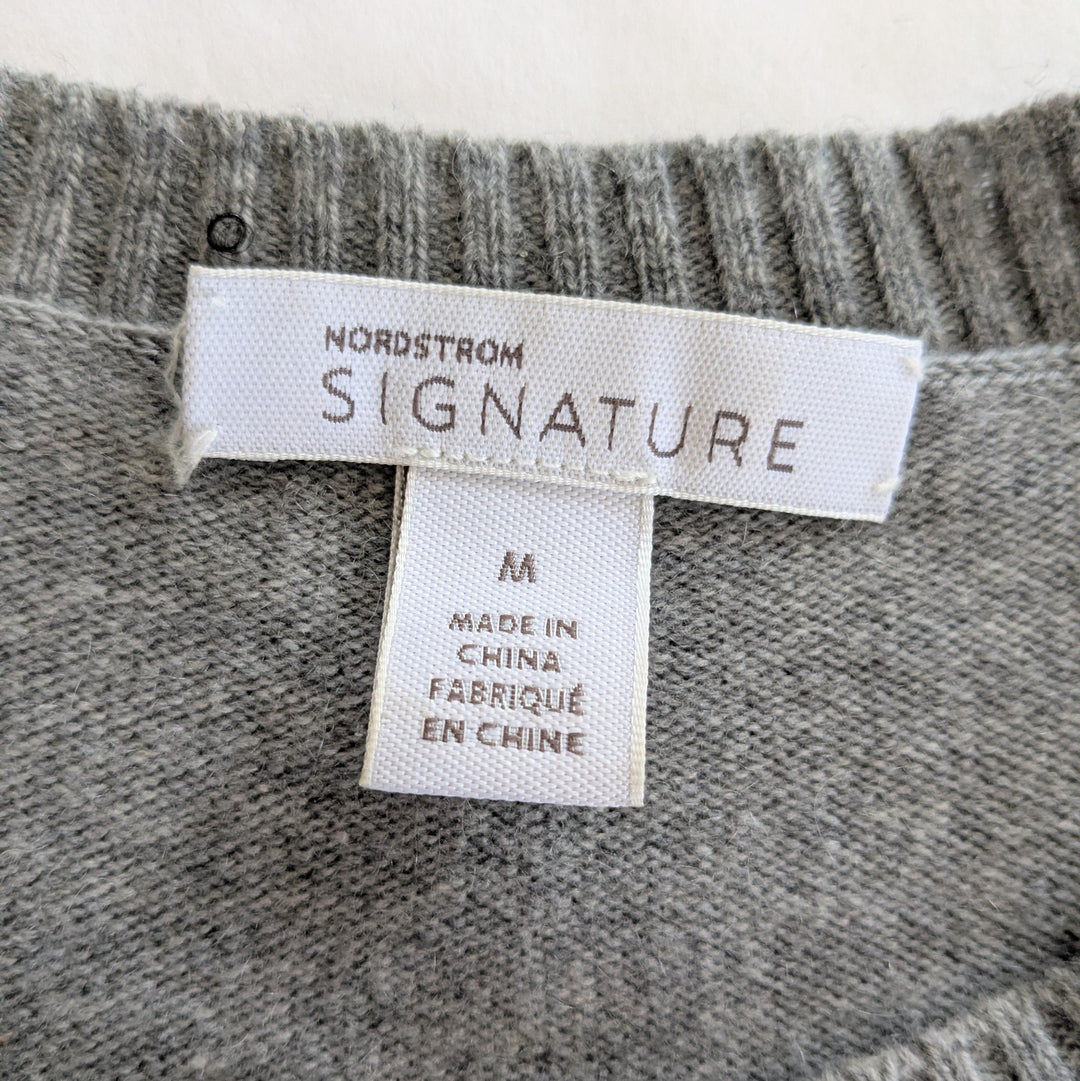 NORDSTROM
SIGNATURE
M
MADE IN
CHINA
FABRIQUÉ
EN CHINE